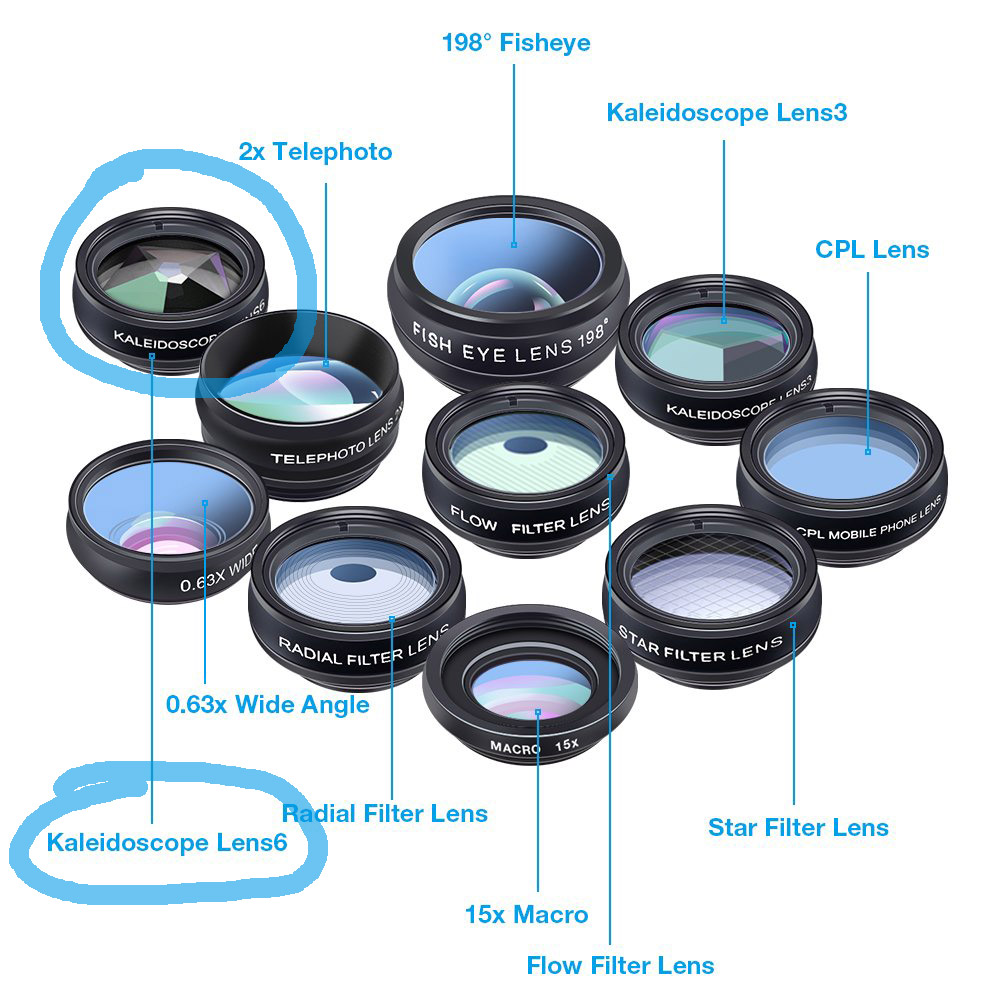 198° Fisheye
Kaleidoscope Lens3
2x Telephoto
CPL Lens
KALEIDOSCOPE LENS6
FISH EYE LENS 198°
KALEIDOSCOPE LENS3
TELEPHOTO LENS 2X
FLOW FILTER LENS
CPL MOBILE PHONE LENS
0.63X WIDE
RADIAL FILTER LENS
STAR FILTER LENS
MACRO 15x
0.63x Wide Angle
Radial Filter Lens
Kaleidoscope Lens6
Star Filter Lens
15x Macro
Flow Filter Lens